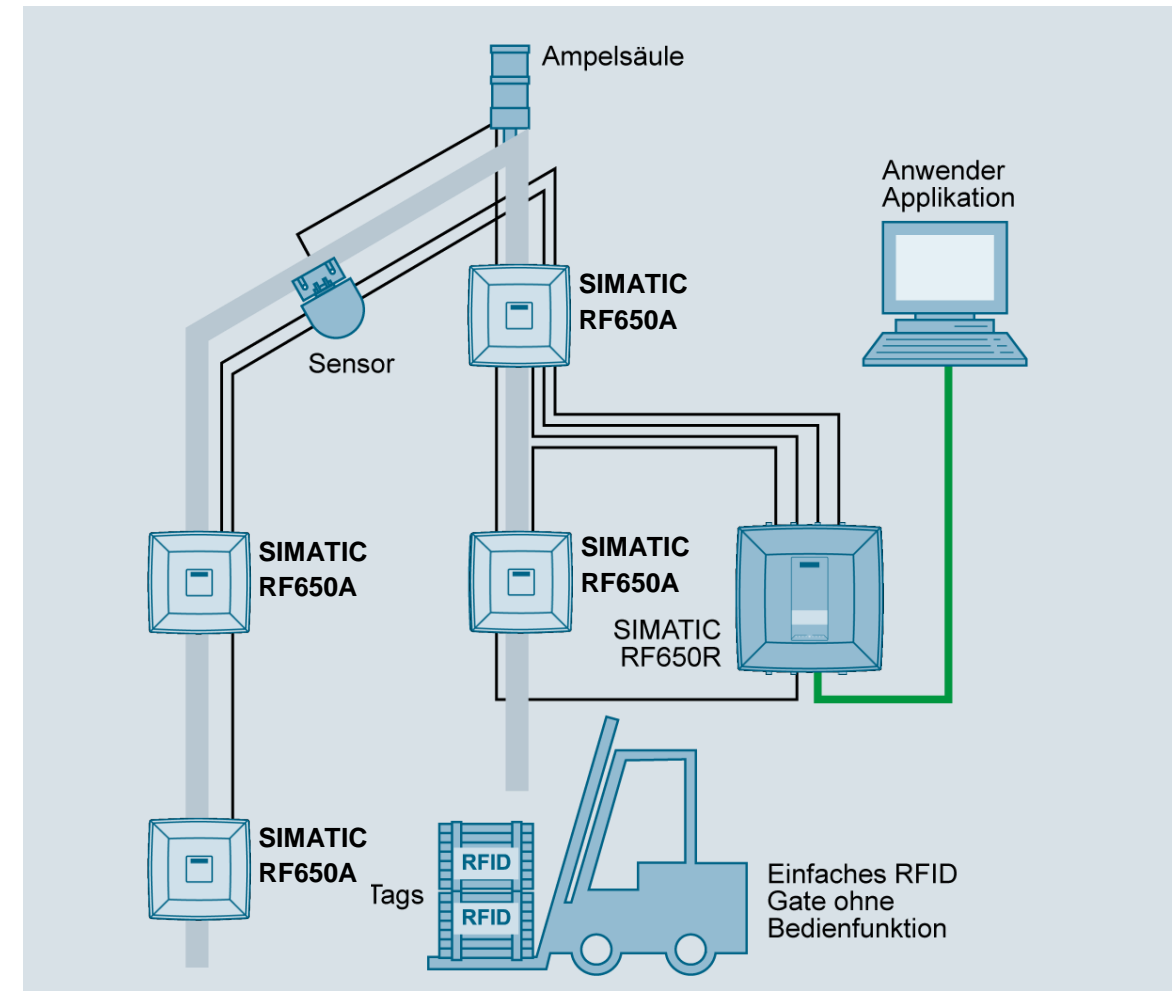 Ampelsäule
Anwender
Applikation
SIMATIC
RF650A
Sensor
SIMATIC
RF650A
SIMATIC
RF650A
SIMATIC
RF650R
SIMATIC
RF650A
Tags
RFID
RFID
Einfaches RFID
Gate ohne
Bedienfunktion